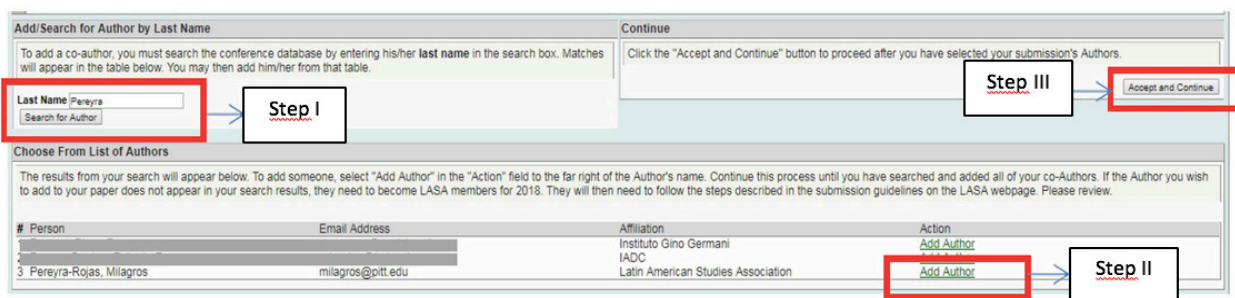 Add/Search for Author by Last Name
To add a co-author, you must search the conference database by entering his/her last name in the search box. Matches
will appear in the table below. You may then add him/her from that table.
Last Name Pereyra
Search for Author
Step I
Continue
Click the "Accept and Continue" button to proceed after you have selected your submission's Authors.
Step III
Accept and Continue
Choose From List of Authors
The results from your search will appear below. To add someone, select "Add Author" in the "Action" field to the far right of the Author's name. Continue this process until you have searched and added all of your co-Authors. If the Author you wish
to add to your paper does not appear in your search results, they need to become LASA members for 2018. They will then need to follow the steps described in the submission guidelines on the LASA webpage. Please review.
# Person Email Address Affiliation Action
Instituto Gino Germani Add Author
IADC Add Author
3 Pereyra-Rojas, Milagros milagros@pitt.edu Latin American Studies Association Add Author
Step II